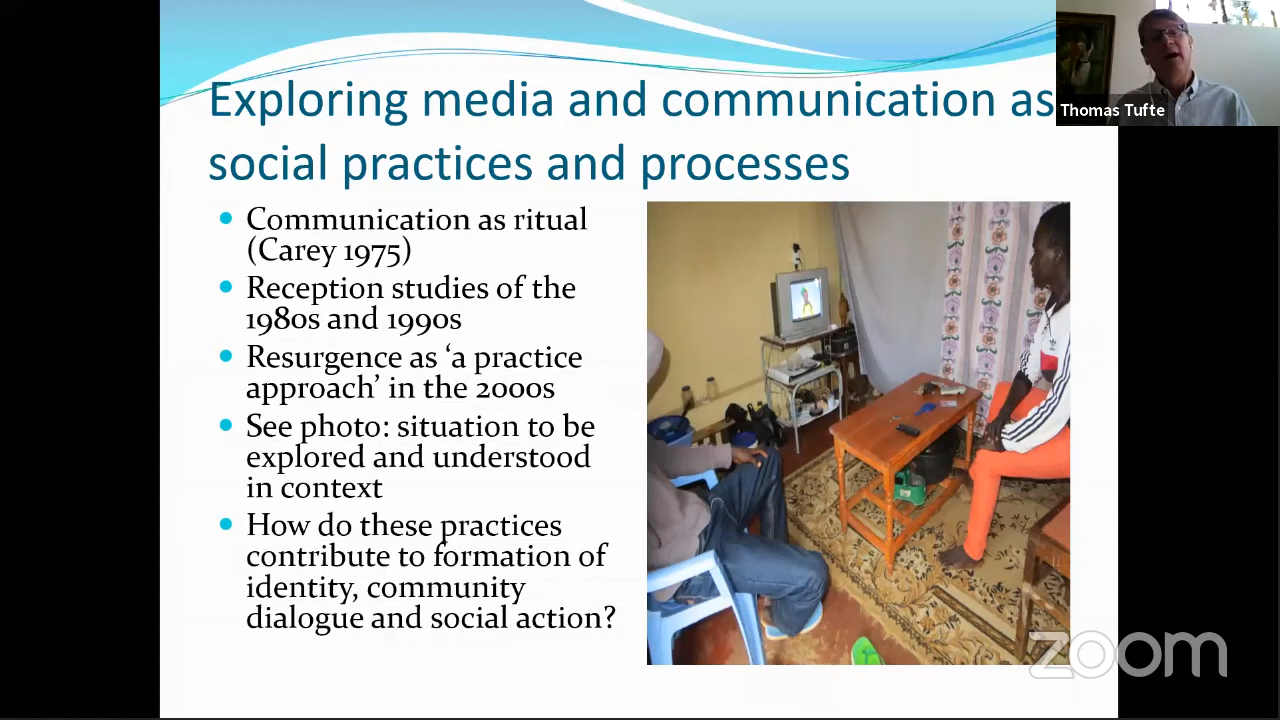 Exploring media and communication as
social practices and processes
Thomas Tufte
• Communication as ritual
(Carey 1975)
• Reception studies of the
1980s and 1990s
• Resurgence as ‘a practice
approach’ in the 2000s
• See photo: situation to be
explored and understood
in context
• How do these practices
contribute to formation of
identity, community
dialogue and social action?
zoom